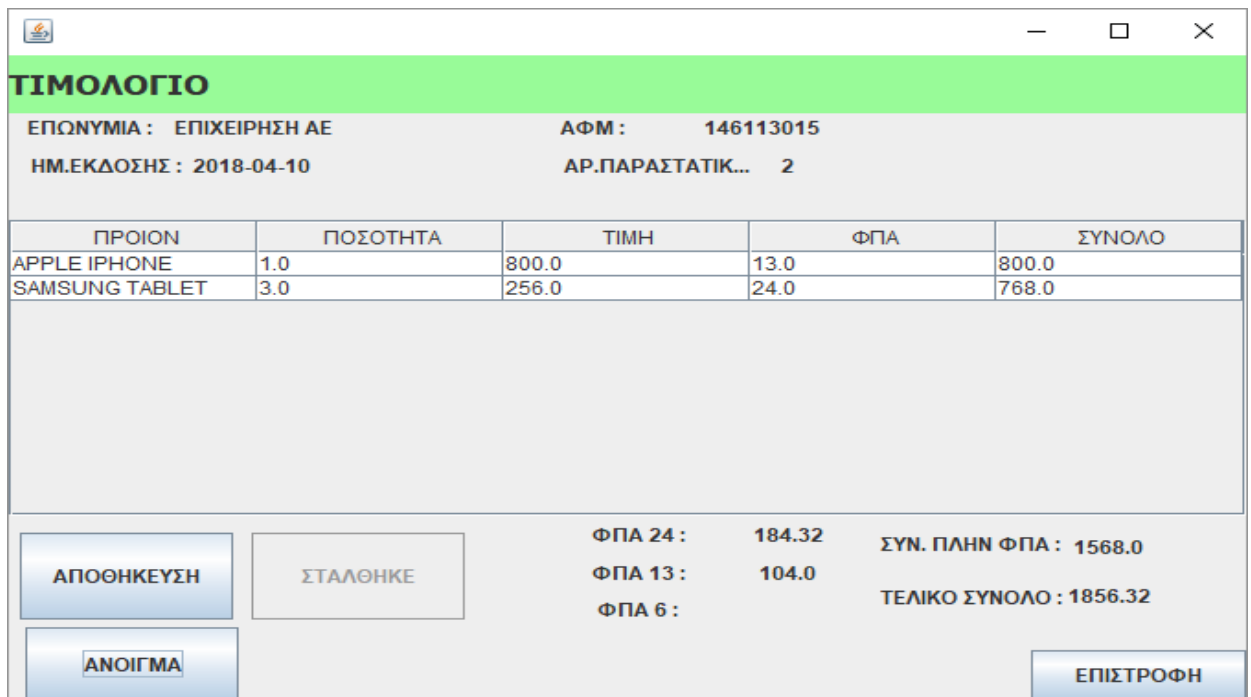 ΤΙΜΟΛΟΓΙΟ
ΕΠΩΝΥΜΙΑ : ΕΠΙΧΕΙΡΗΣΗ ΑΕ ΑΦΜ : 146113015
ΗΜ.ΕΚΔΟΣΗΣ : 2018-04-10 ΑΡ.ΠΑΡΑΣΤΑΤΙΚ... 2
ΠΡΟΙΟΝ ΠΟΣΟΤΗΤΑ ΤΙΜΗ ΦΠΑ ΣΥΝΟΛΟ
APPLE IPHONE 1.0 800.0 13.0 800.0
SAMSUNG TABLET 3.0 256.0 24.0 768.0
ΦΠΑ 24 : 184.32 ΣΥΝ. ΠΛΗΝ ΦΠΑ : 1568.0
ΑΠΟΘΗΚΕΥΣΗ ΣΤΑΛΘΗΚΕ ΦΠΑ 13 : 104.0
ΦΠΑ 6 : ΤΕΛΙΚΟ ΣΥΝΟΛΟ : 1856.32
ΑΝΟΙΓΜΑ ΕΠΙΣΤΡΟΦΗ